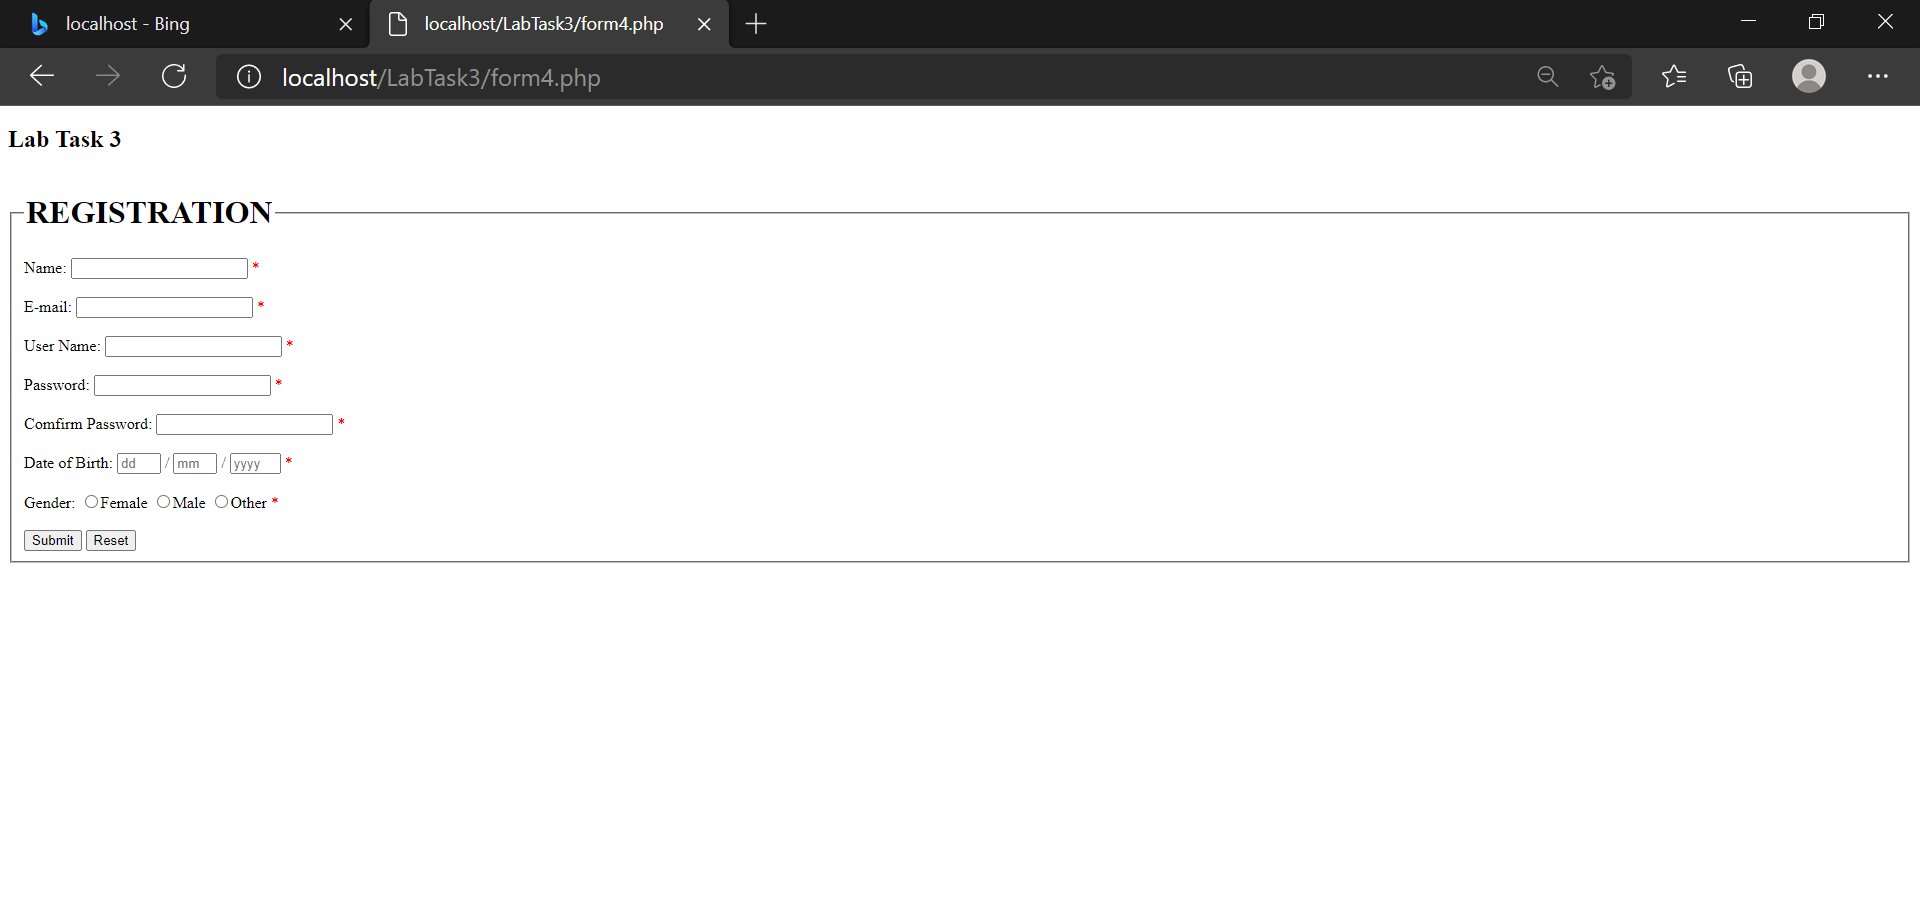 localhost - Bing
localhost/LabTask3/form4.php
localhost/LabTask3/form4.php
Lab Task 3
REGISTRATION
Name: *
E-mail: *
User Name: *
Password: *
Comfirm Password: *
Date of Birth: dd / mm / yyyy *
Gender: Female Male Other *
Submit Reset